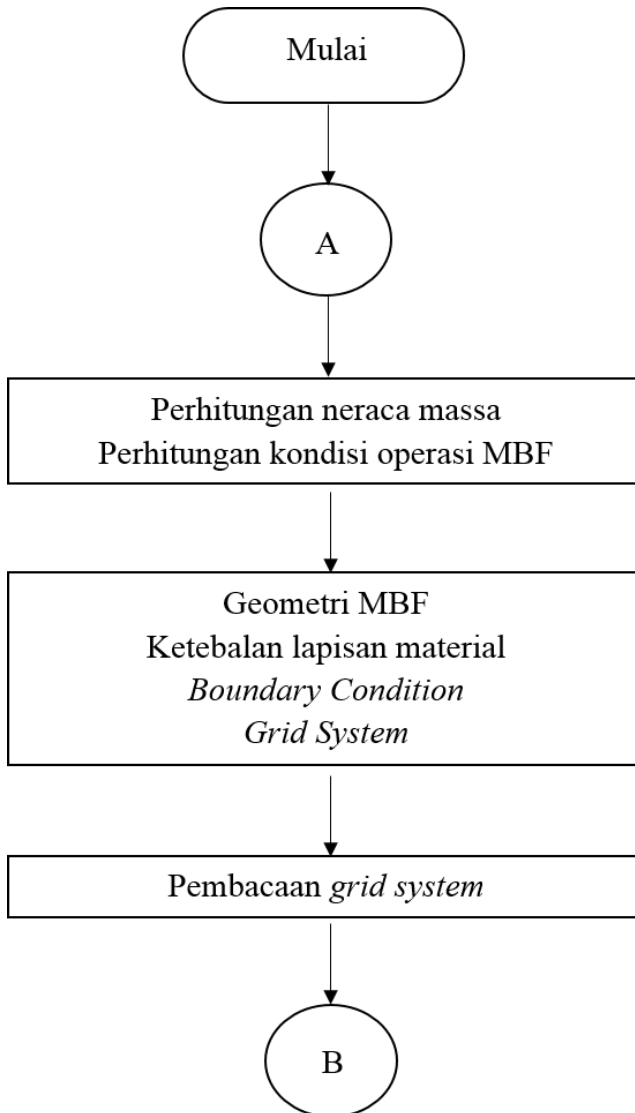 Mulai
A
Perhitungan neraca massa
Perhitungan kondisi operasi MBF
Geometri MBF
Ketebalan lapisan material
Boundary Condition
Grid System
Pembacaan grid system
B